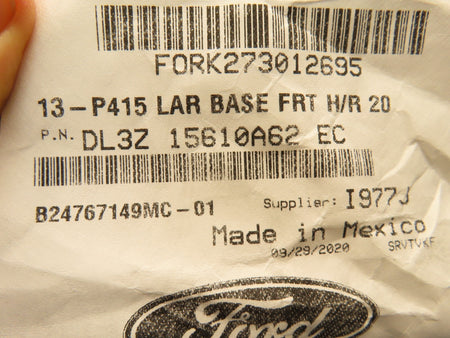 FORK273012695
13-P415 LAR BASE FRT H/R 20
P.N. DL3Z 15610A62 EC
B24767149MC-01 Supplier: I977J
Made in Mexico
09/29/2020 SRVTVKF
Ford